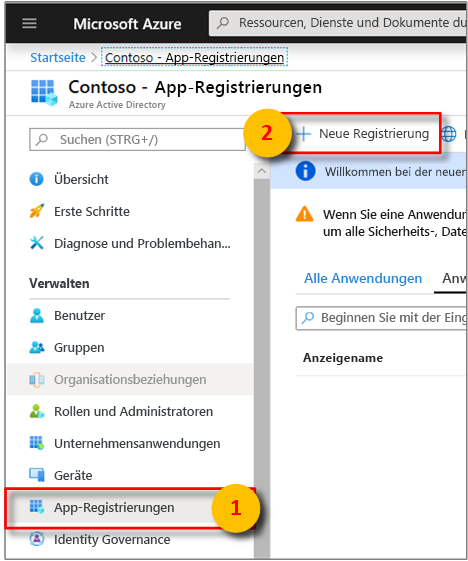 Microsoft Azure
Ressourcen, Dienste und Dokumente du
Startseite > Contoso - App-Registrierungen
Contoso - App-Registrierungen
Azure Active Directory
Suchen (STRG+/)
2
+ Neue Registrierung
Übersicht
Willkommen bei der neuen
Erste Schritte
Wenn Sie eine Anwendun
um alle Sicherheits-, Date
Diagnose und Problembehan...
Verwalten
Alle Anwendungen
Anw
Benutzer
Beginnen Sie mit der Eing
Gruppen
Anzeigename
Organisationsbeziehungen
Rollen und Administratoren
Unternehmensanwendungen
Geräte
App-Registrierungen
1
Identity Governance